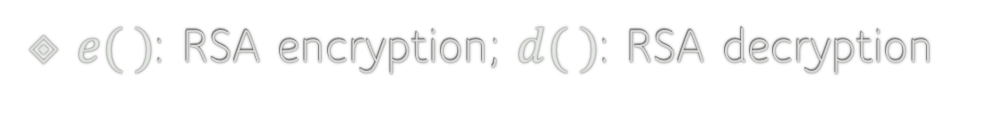 ❖ e( ): RSA encryption; d( ): RSA decryption